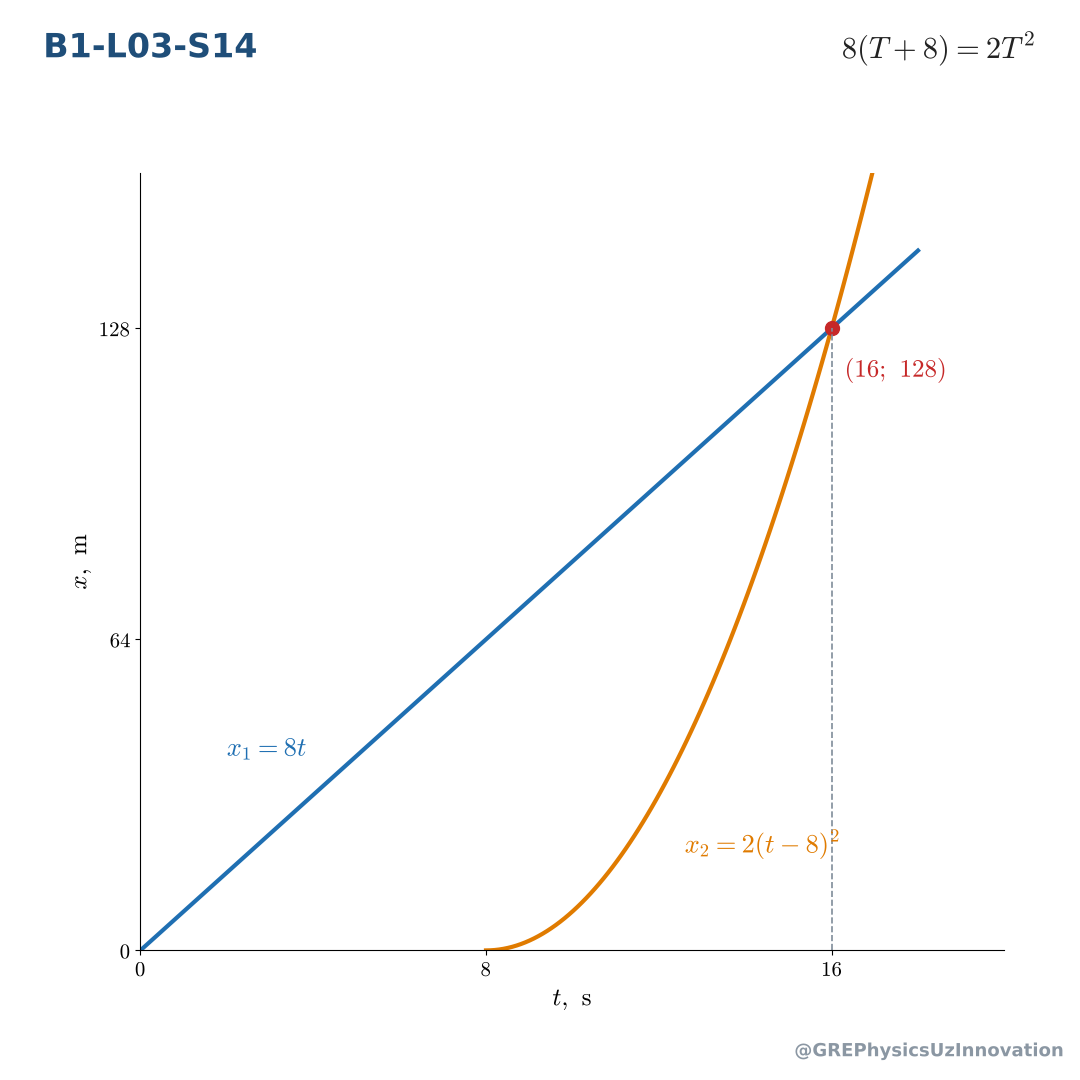 B1-L03-S14
8(T + 8) = 2T²
128
(16; 128)
x, m
64
x₁ = 8t
x₂ = 2(t − 8)²
0
0 8 16
t, s
@GREPhysicsUzInnovation